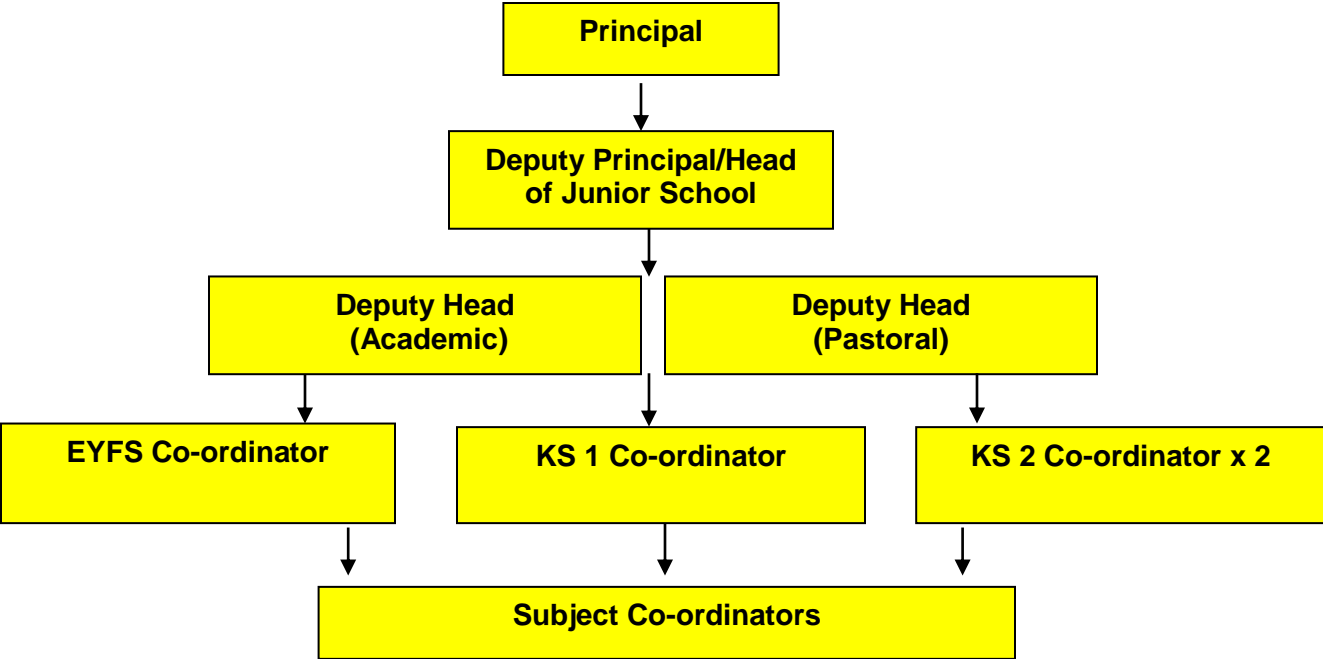 Principal
Deputy Principal/Head
of Junior School
Deputy Head
(Academic)
Deputy Head
(Pastoral)
EYFS Co-ordinator
KS 1 Co-ordinator
KS 2 Co-ordinator x 2
Subject Co-ordinators